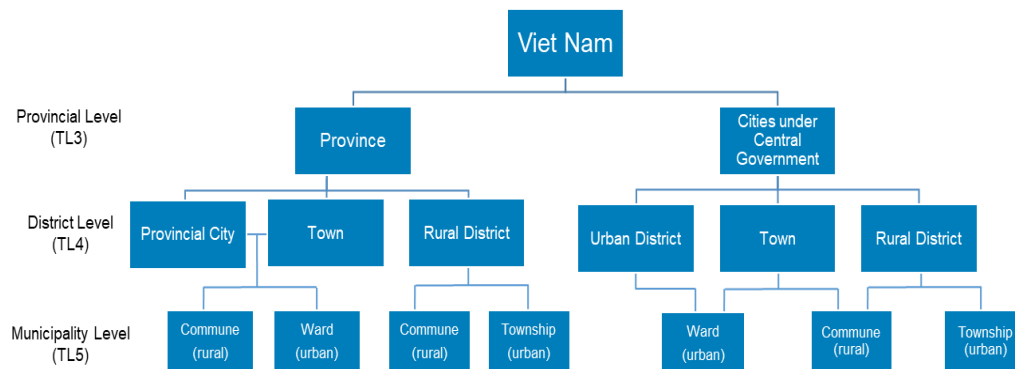 Viet Nam
Provincial Level
(TL3)
Province
Cities under
Central
Government
District Level
(TL4)
Provincial City
Town
Rural District
Urban District
Town
Rural District
Municipality Level
(TL5)
Commune
(rural)
Ward
(urban)
Commune
(rural)
Township
(urban)
Ward
(urban)
Commune
(rural)
Township
(urban)